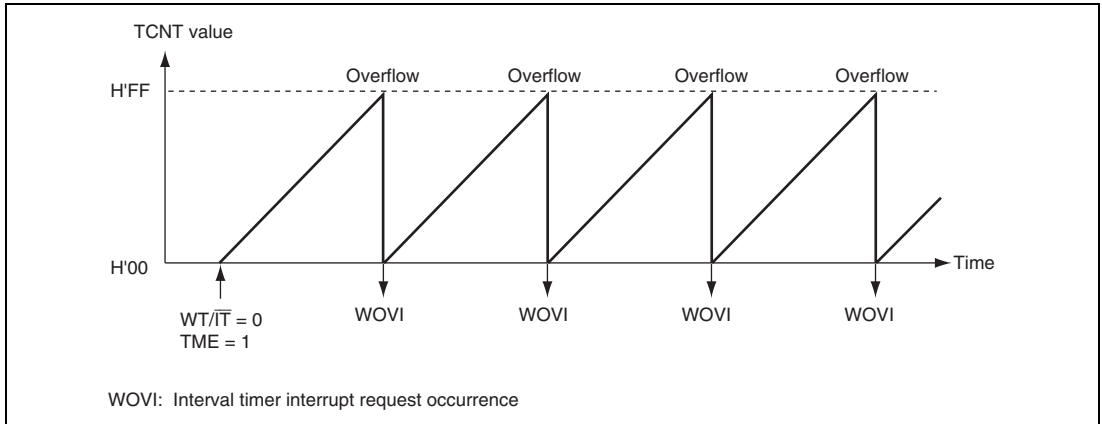 TCNT value
Overflow Overflow Overflow Overflow
H'FF
H'00
Time
WT/I̅T̅ = 0
TME = 1
WOVI WOVI WOVI WOVI
WOVI: Interval timer interrupt request occurrence